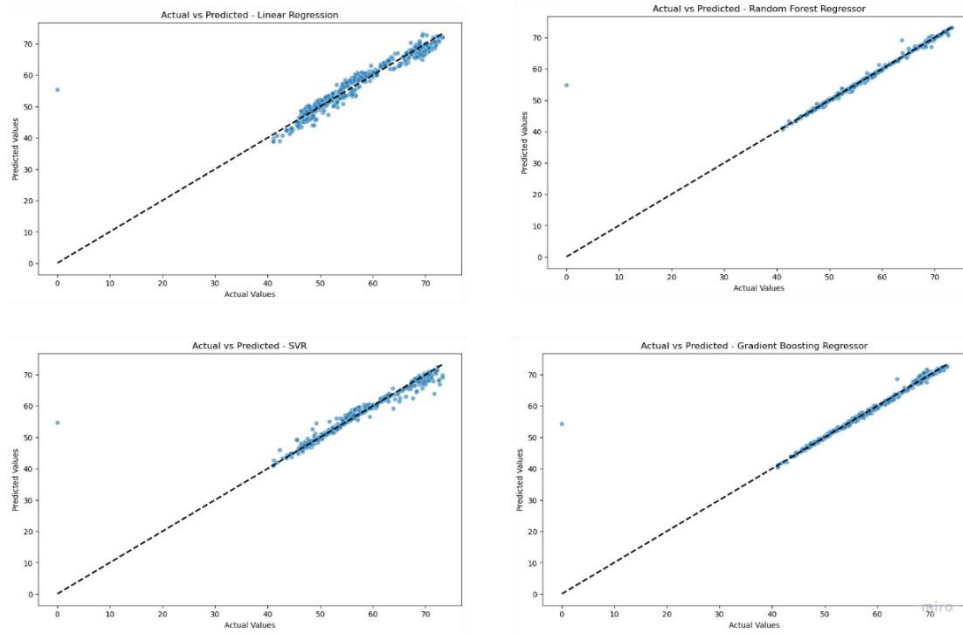 Actual vs Predicted - Linear Regression
70
60
50
40
30
20
10
0
Predicted Values
0 10 20 30 40 50 60 70
Actual Values
Actual vs Predicted - Random Forest Regressor
70
60
50
40
30
20
10
0
Predicted Values
0 10 20 30 40 50 60 70
Actual Values
Actual vs Predicted - SVR
70
60
50
40
30
20
10
0
Predicted Values
0 10 20 30 40 50 60 70
Actual Values
Actual vs Predicted - Gradient Boosting Regressor
70
60
50
40
30
20
10
0
Predicted Values
0 10 20 30 40 50 60 70
Actual Values
miro